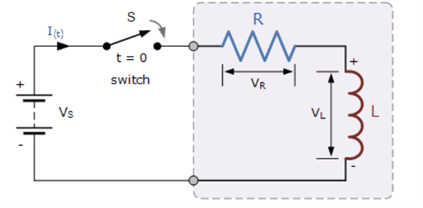 S
R
I(t)
t = 0
switch
VR
+
+
VS
VL
L
-
-